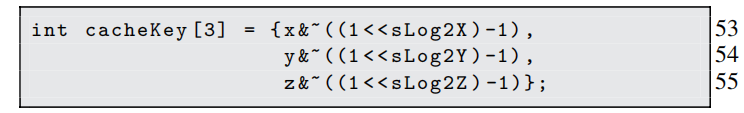 int cacheKey[3] = {x&~((1<<sLog2X)-1), 53
y&~((1<<sLog2Y)-1), 54
z&~((1<<sLog2Z)-1)}; 55